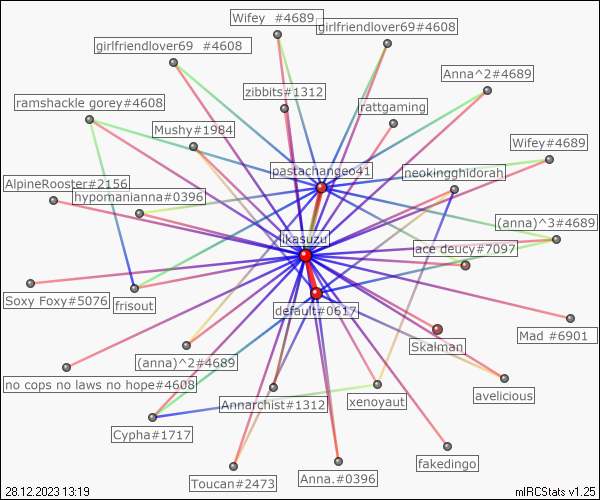 Wifey  #4689
girlfriendlover69#4608
girlfriendlover69  #4608
Anna^2#4689
zibbits#1312
ramshackle gorey#4608
rattgaming
Mushy#1984
Wifey#4689
pastachangeo41
neokingghidorah
AlpineRooster#2156
hypomanianna#0396
(anna)^3#4689
ikasuzu
ace deucy#7097
Soxy Foxy#5076
frisout
default#0617
Mad #6901
Skalman
(anna)^2#4689
no cops no laws no hope#4608
avelicious
Annarchist#1312
xenoyaut
Cypha#1717
fakedingo
Anna.#0396
Toucan#2473
28.12.2023 13:19
mIRCStats v1.25